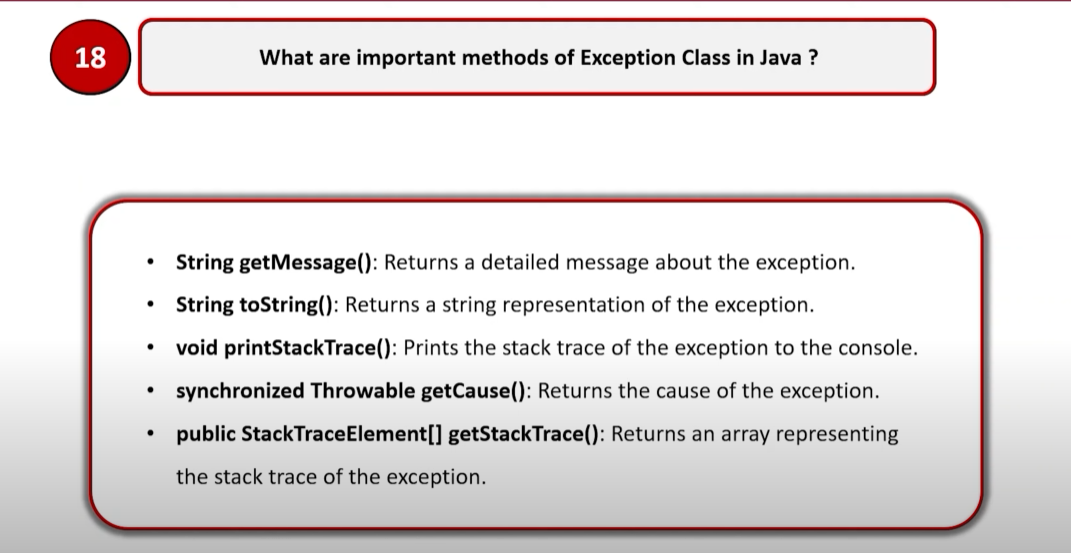 18
What are important methods of Exception Class in Java ?
• String getMessage(): Returns a detailed message about the exception.
• String toString(): Returns a string representation of the exception.
• void printStackTrace(): Prints the stack trace of the exception to the console.
• synchronized Throwable getCause(): Returns the cause of the exception.
• public StackTraceElement[] getStackTrace(): Returns an array representing
the stack trace of the exception.